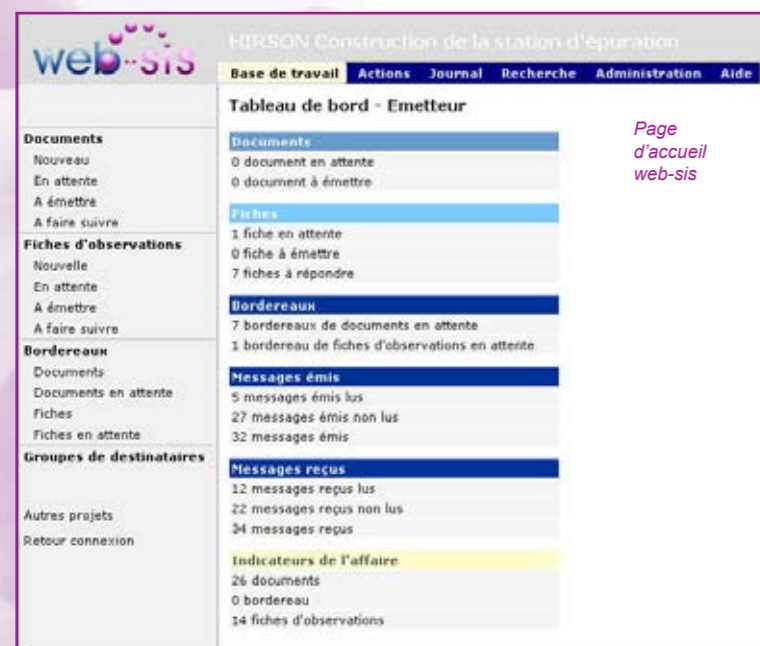 web-sis
HIRSON Construction de la station d'épuration
Base de travail Actions Journal Recherche Administration Aide
Tableau de bord - Emetteur
Page
d'accueil
web-sis
Documents
Nouveau
En attente
A émettre
A faire suivre
Fiches d'observations
Nouvelle
En attente
A émettre
A faire suivre
Bordereaux
Documents
Documents en attente
Fiches
Fiches en attente
Groupes de destinataires
Autres projets
Retour connexion
Documents
0 document en attente
0 document à émettre
Fiches
1 fiche en attente
0 fiche à émettre
7 fiches à répondre
Bordereaux
7 bordereaux de documents en attente
1 bordereau de fiches d'observations en attente
Messages émis
5 messages émis lus
27 messages émis non lus
32 messages émis
Messages reçus
12 messages reçus lus
22 messages reçus non lus
34 messages reçus
Indicateurs de l'affaire
26 documents
0 bordereau
14 fiches d'observations